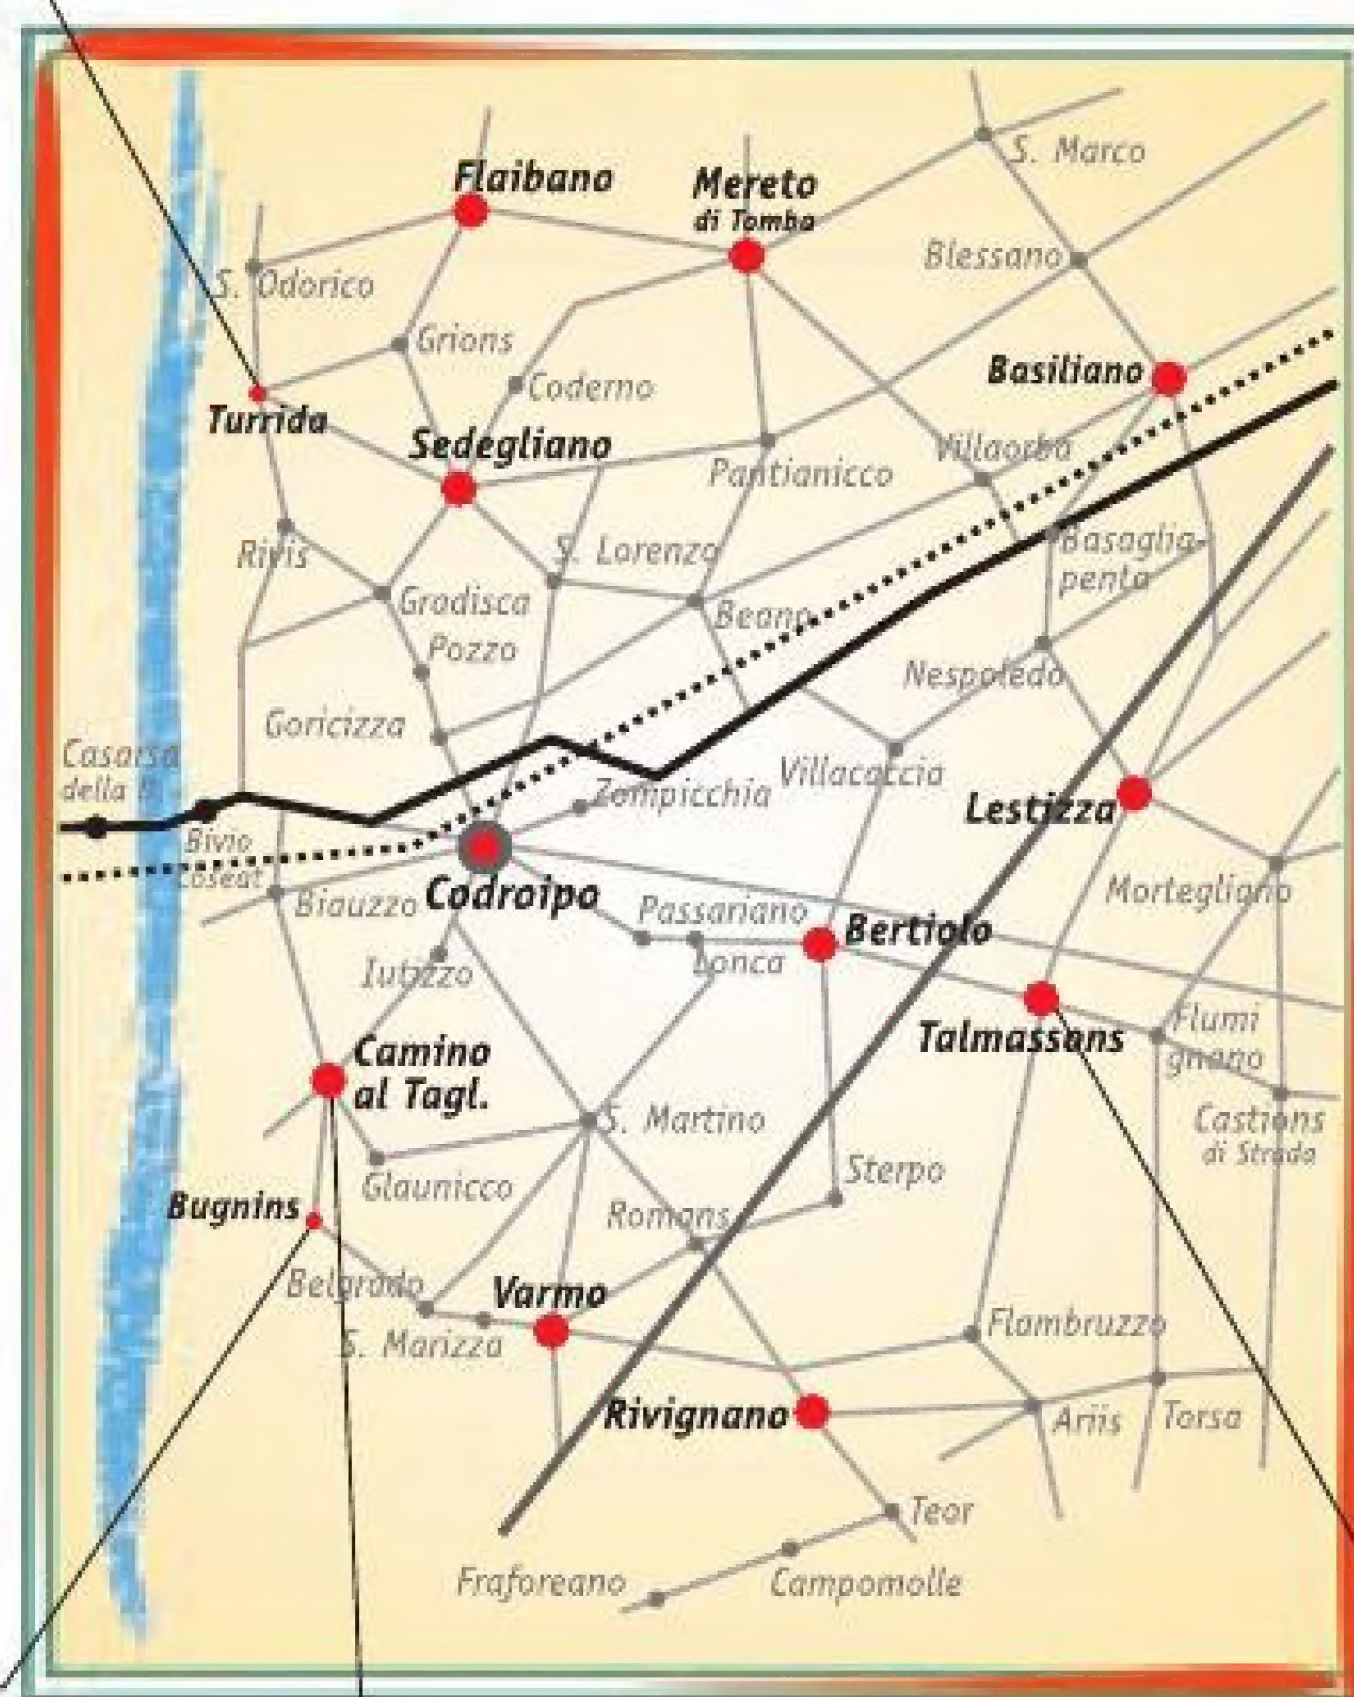 Flaibano
Mereto
di Tomba
S. Marco
Blessano
S. Odorico
Grions
Coderno
Basiliano
Turrida
Sedegliano
Villaorba
Pantianicco
Rivis
S. Lorenzo
Basaglia-
penta
Gradisca
Beano
Pozzo
Nespoledo
Goricizza
Casarsa
della D.
Zompicchia
Villacaccia
Lestizza
Bivio
Coseat
Biauzzo
Codroipo
Mortegliano
Passariano
Bertiolo
Lonca
Iutizzo
Talmassons
Flumi
gnano
Camino
al Tagl.
S. Martino
Castions
di Strada
Glaunicco
Sterpo
Bugnins
Romans
Belgrado
Varmo
S. Marizza
Flambruzzo
Rivignano
Ariis
Torsa
Teor
Fraforeano
Campomolle